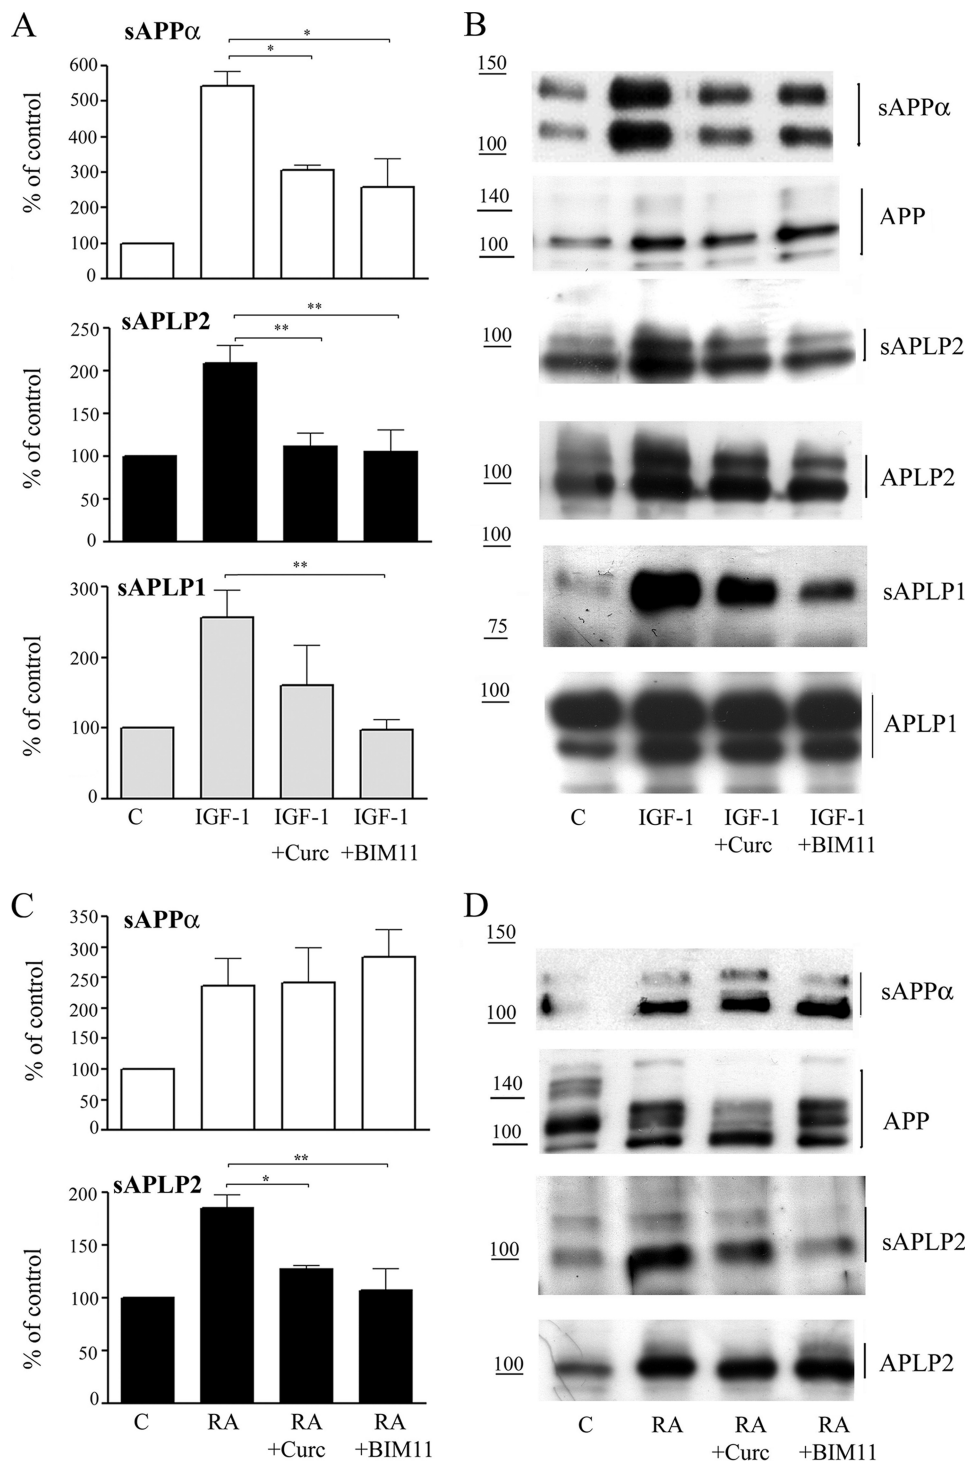 A
sAPPα
*
*
% of control
600
500
400
300
200
100
0
sAPLP2
**
**
% of control
250
200
150
100
50
0
sAPLP1
**
% of control
300
200
100
0
C
IGF-1
IGF-1
+Curc
IGF-1
+BIM11
B
150
100
sAPPα
140
100
APP
100
sAPLP2
100
APLP2
100
75
sAPLP1
100
APLP1
C
IGF-1
IGF-1
+Curc
IGF-1
+BIM11
C
sAPPα
% of control
350
300
250
200
150
100
50
0
sAPLP2
**
*
% of control
200
150
100
50
0
C
RA
RA
+Curc
RA
+BIM11
D
150
100
sAPPα
140
100
APP
100
sAPLP2
100
APLP2
C
RA
RA
+Curc
RA
+BIM11